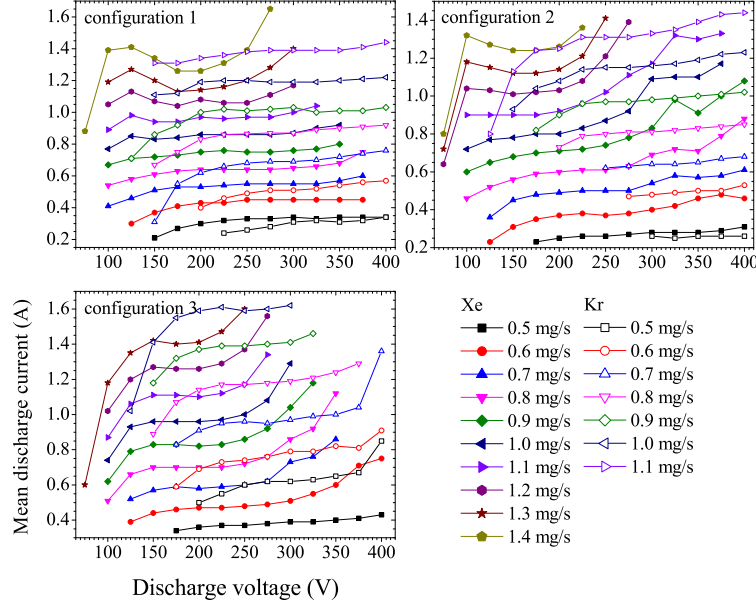 configuration 1
configuration 2
1.6
1.4
1.2
1.0
0.8
0.6
0.4
0.2
100 150 200 250 300 350 400
1.4
1.2
1.0
0.8
0.6
0.4
0.2
100 150 200 250 300 350 400
configuration 3
1.6
1.4
1.2
1.0
0.8
0.6
0.4
100 150 200 250 300 350 400
Mean discharge current (A)
Discharge voltage (V)
Xe Kr
0.5 mg/s 0.5 mg/s
0.6 mg/s 0.6 mg/s
0.7 mg/s 0.7 mg/s
0.8 mg/s 0.8 mg/s
0.9 mg/s 0.9 mg/s
1.0 mg/s 1.0 mg/s
1.1 mg/s 1.1 mg/s
1.2 mg/s
1.3 mg/s
1.4 mg/s